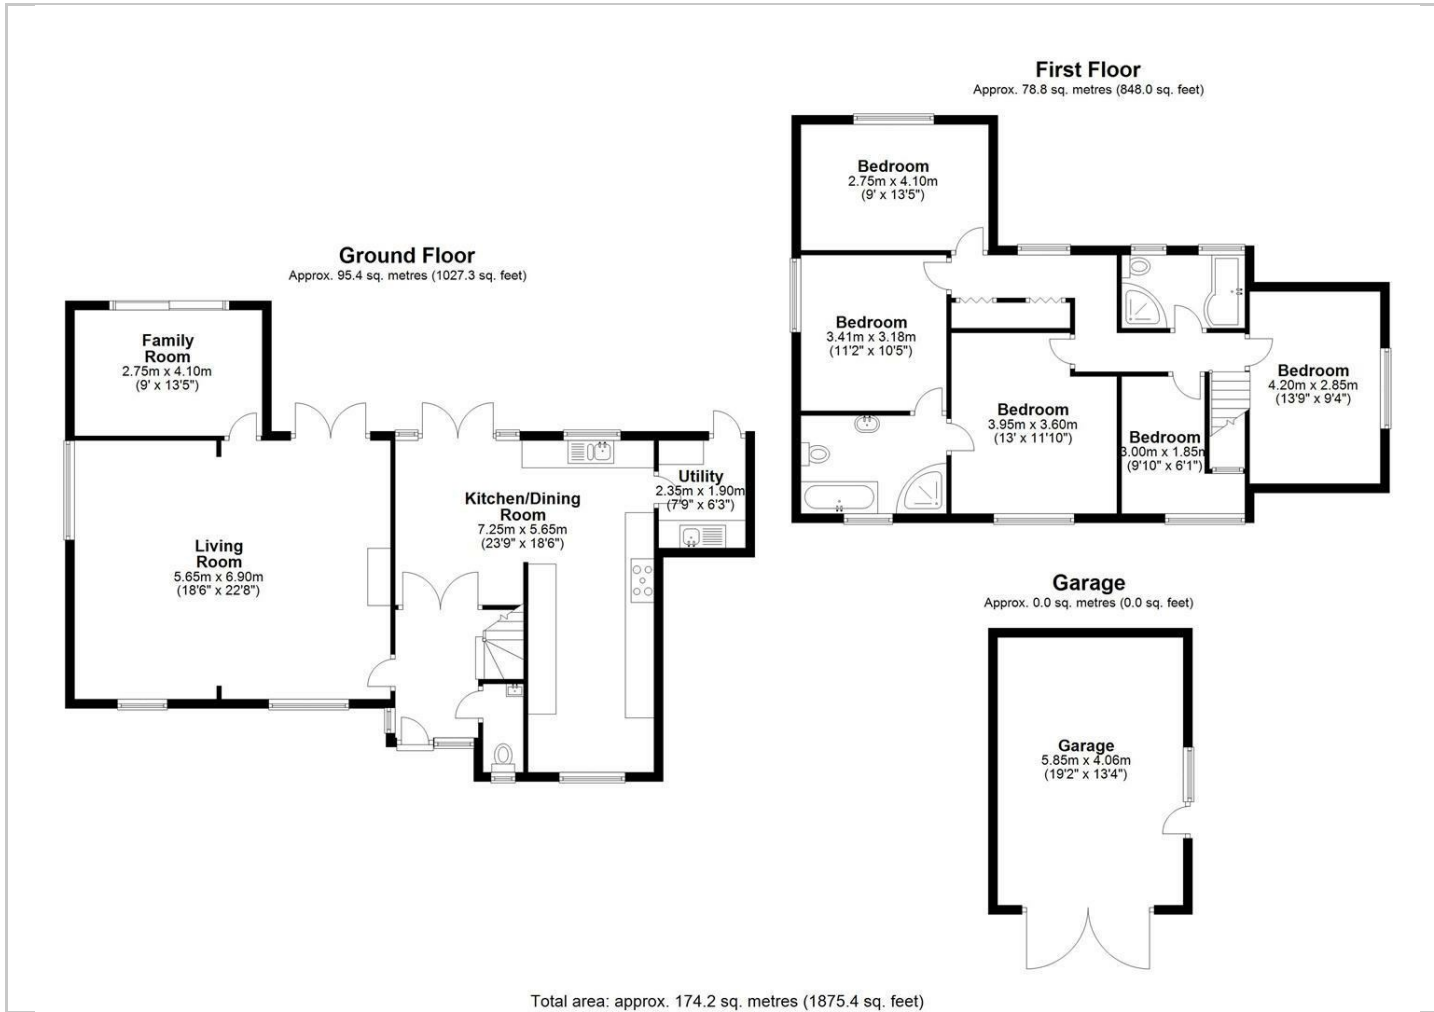 First Floor
Approx. 78.8 sq. metres (848.0 sq. feet)
Bedroom
2.75m x 4.10m
(9' x 13'5")
Bedroom
3.41m x 3.18m
(11'2" x 10'5")
Bedroom
3.95m x 3.60m
(13' x 11'10")
Bedroom
3.00m x 1.85m
(9'10" x 6'1")
Bedroom
4.20m x 2.85m
(13'9" x 9'4")
Ground Floor
Approx. 95.4 sq. metres (1027.3 sq. feet)
Family
Room
2.75m x 4.10m
(9' x 13'5")
Living
Room
5.65m x 6.90m
(18'6" x 22'8")
Kitchen/Dining
Room
7.25m x 5.65m
(23'9" x 18'6")
Utility
2.35m x 1.90m
(7'9" x 6'3")
Garage
Approx. 0.0 sq. metres (0.0 sq. feet)
Garage
5.85m x 4.06m
(19'2" x 13'4")
Total area: approx. 174.2 sq. metres (1875.4 sq. feet)